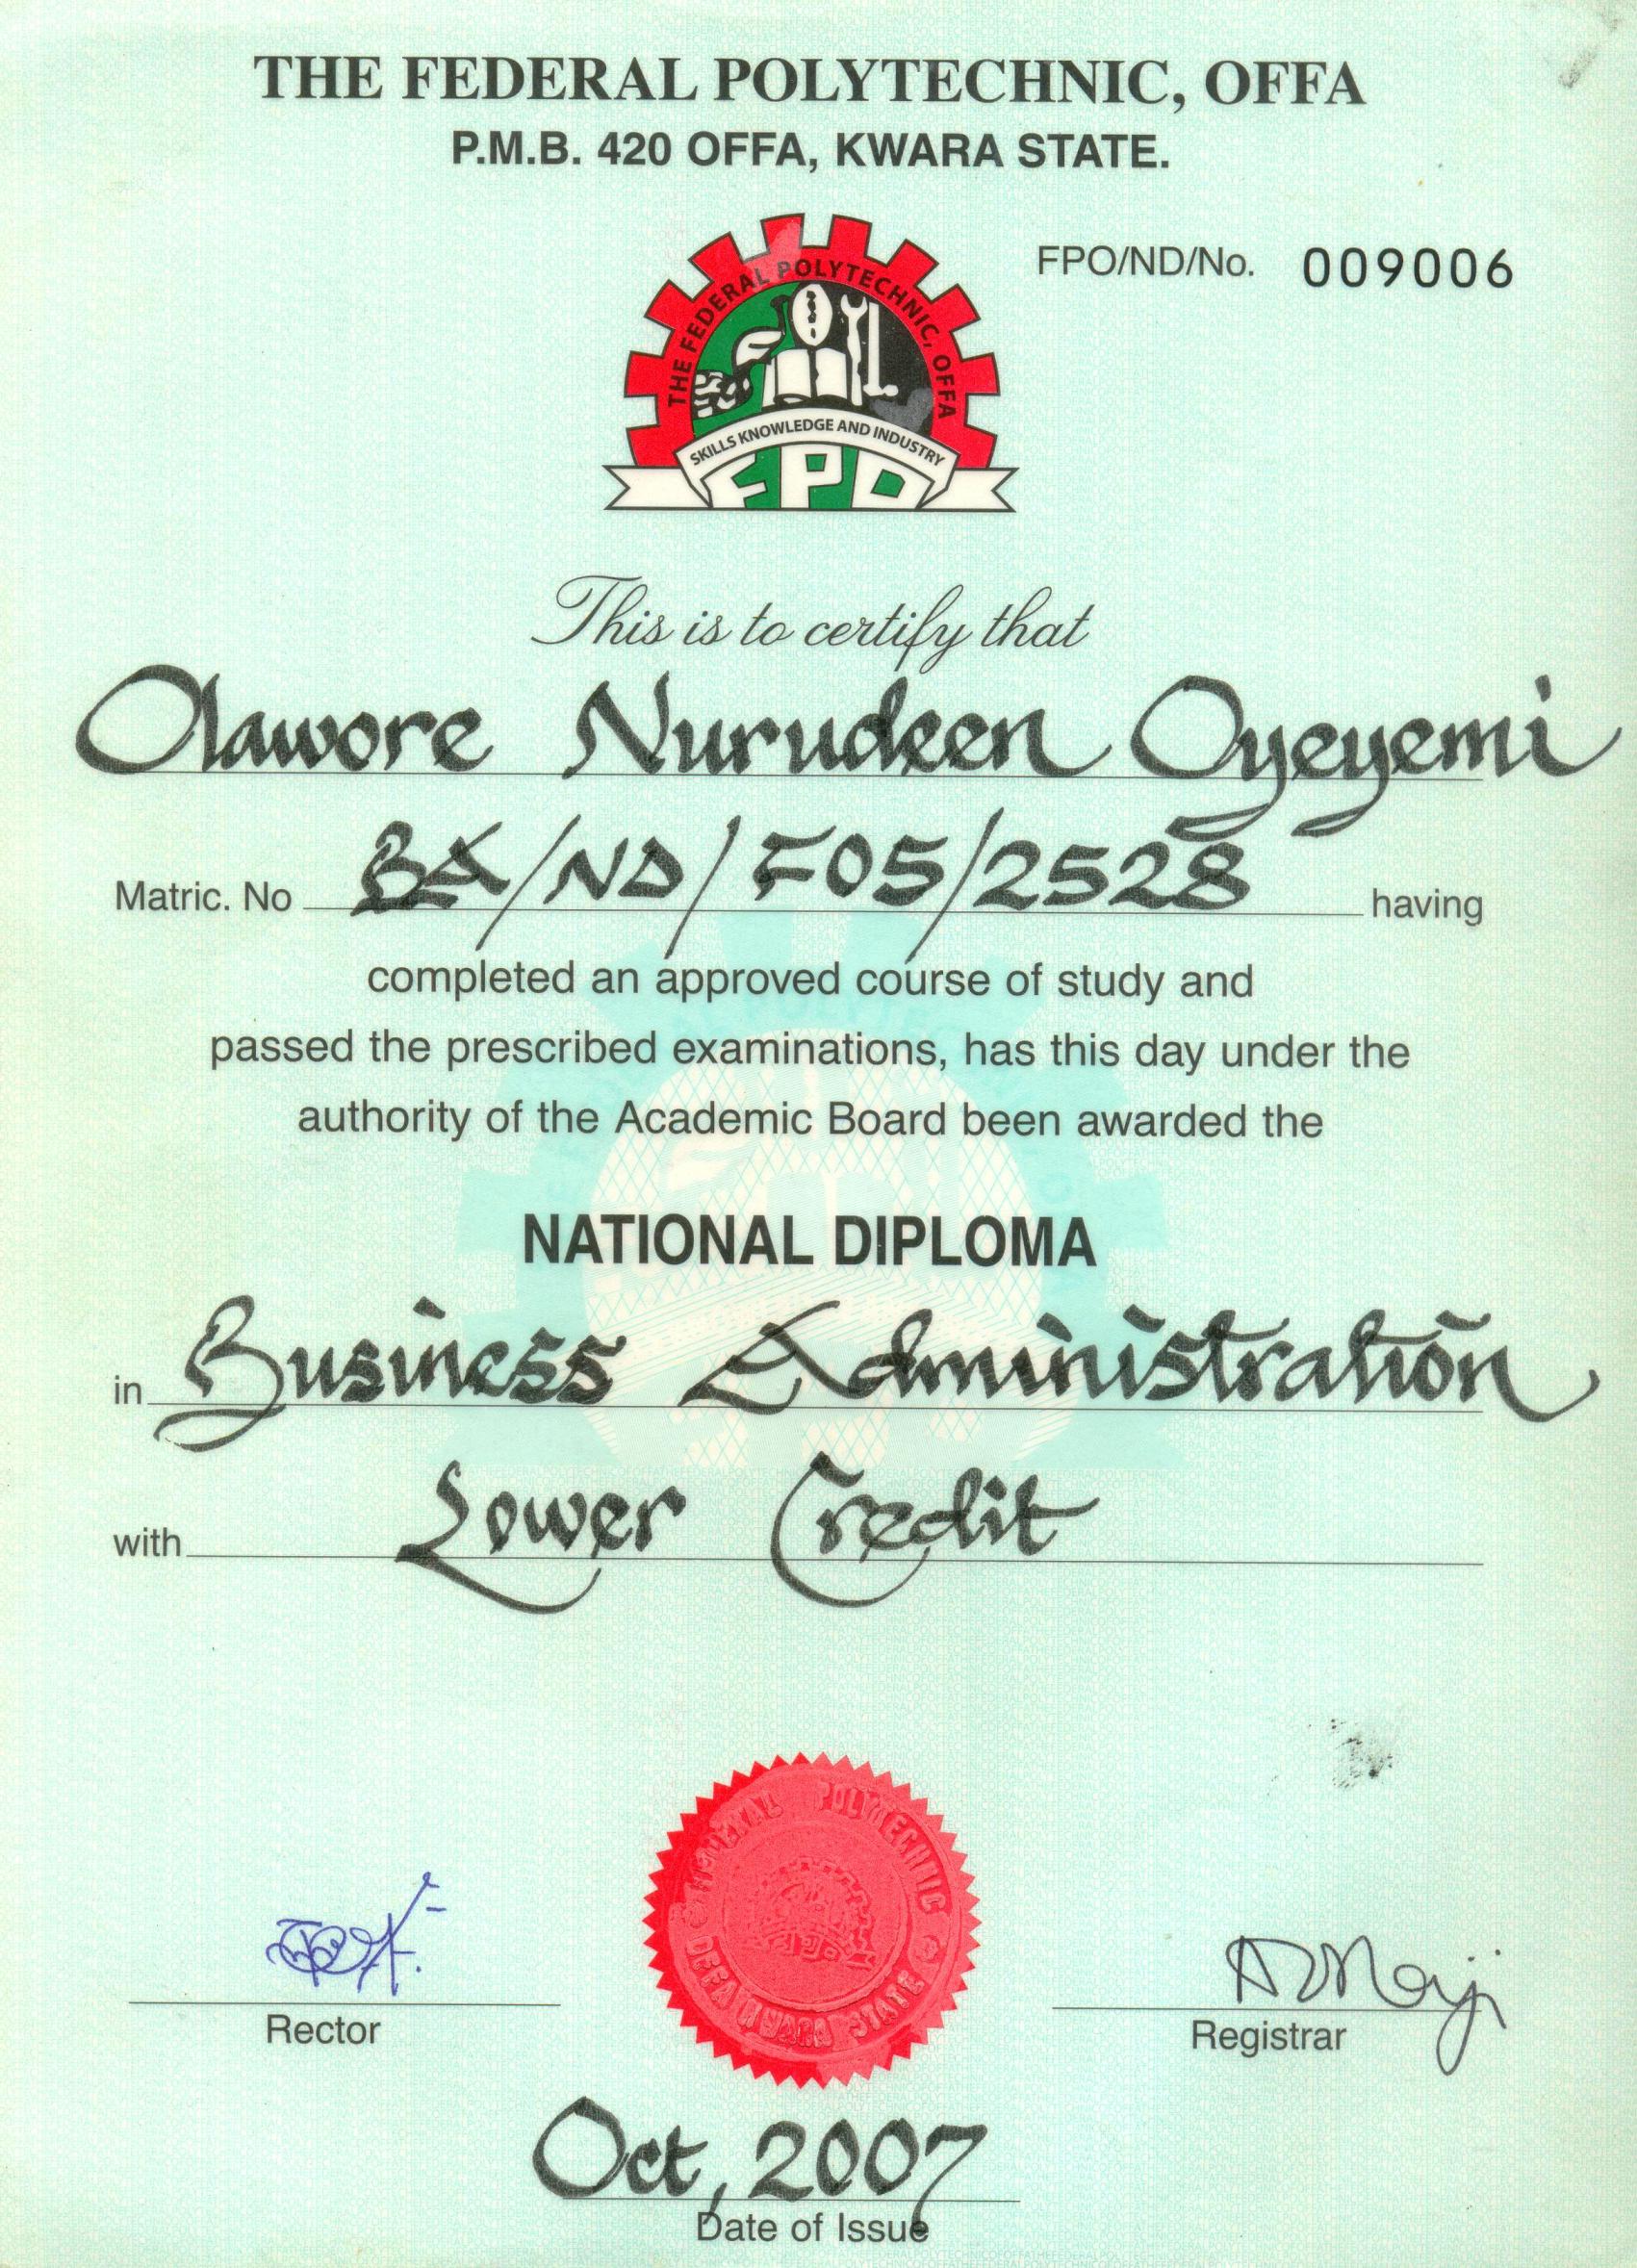 THE FEDERAL POLYTECHNIC, OFFA
P.M.B. 420 OFFA, KWARA STATE.
FPO/ND/No. 009006
THE FEDERAL POLYTECHNIC, OFFA
SKILLS KNOWLEDGE AND INDUSTRY
FPO
This is to certify that
Olawore Nurudeen Oyeyemi
Matric. No BA/ND/F05/2528 having
completed an approved course of study and
passed the prescribed examinations, has this day under the
authority of the Academic Board been awarded the
NATIONAL DIPLOMA
in Business Administration
with Lower Credit
FEDERAL POLYTECHNIC
OFFA KWARA STATE
Rector
Registrar
Oct, 2007
Date of Issue